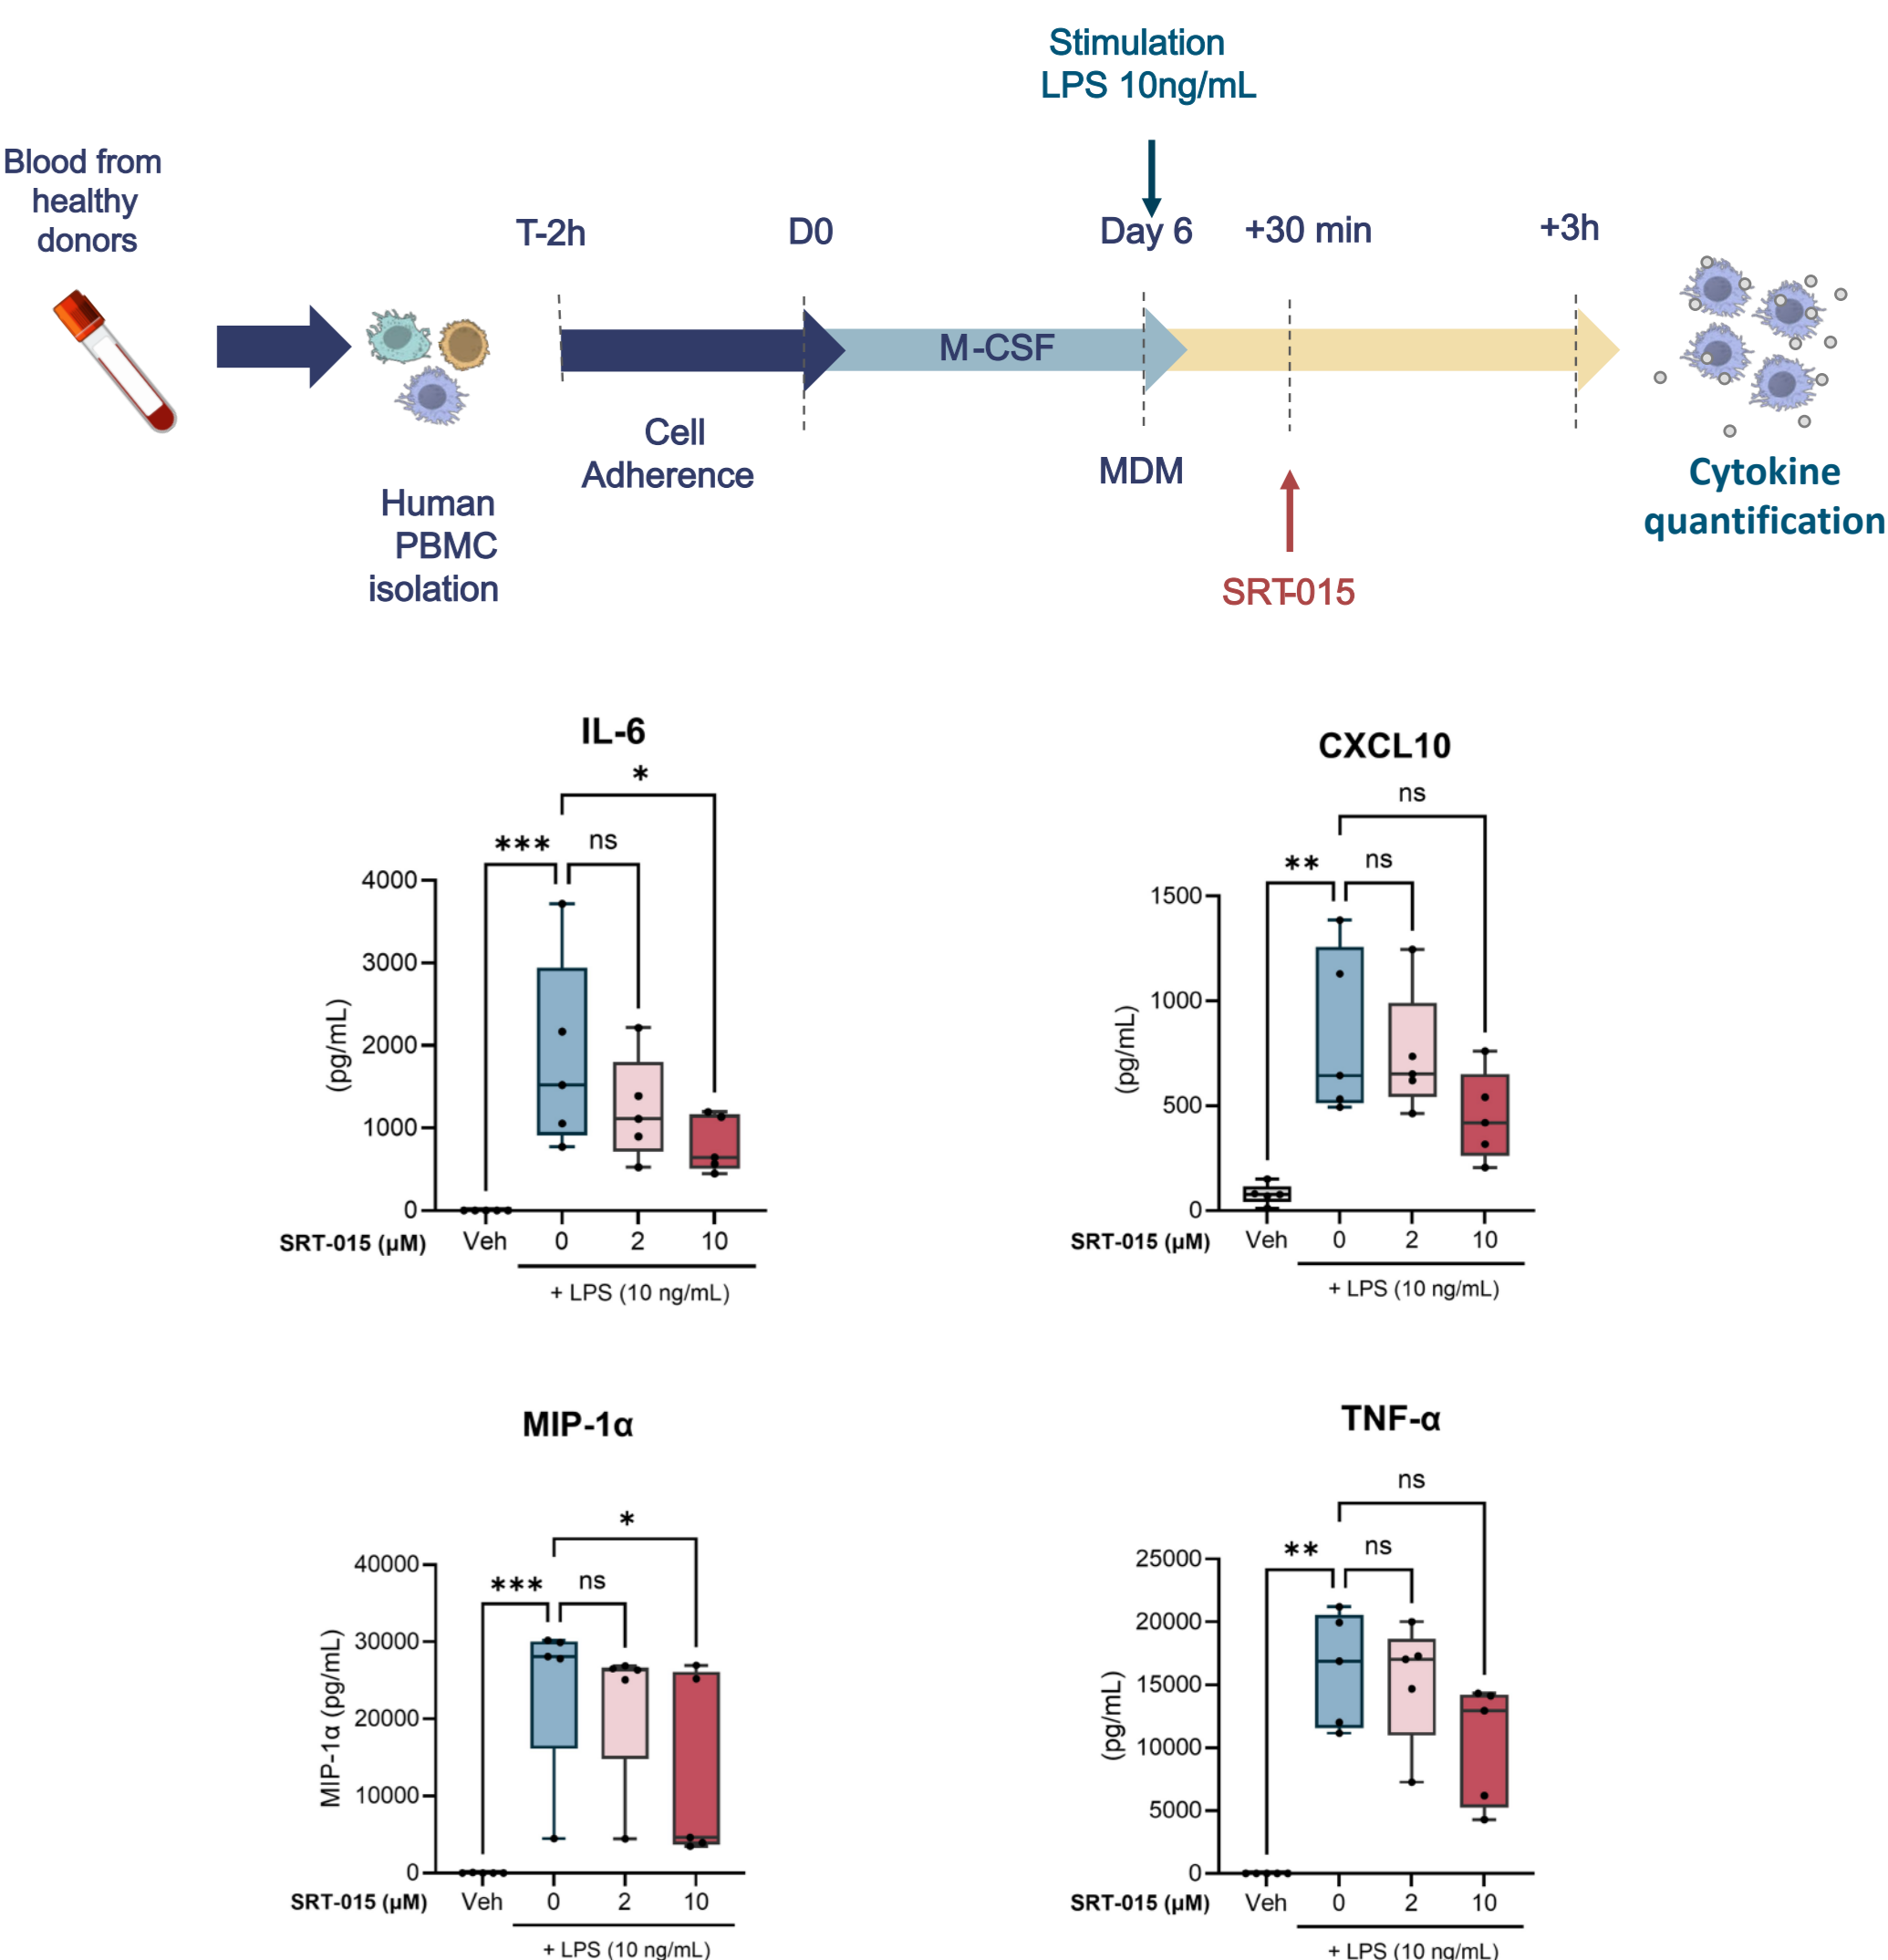 Stimulation
LPS 10ng/mL
Blood from
healthy
donors
T-2h
D0
Day 6
+30 min
+3h
M-CSF
Cell
Adherence
MDM
Human
PBMC
isolation
SRT-015
Cytokine
quantification
IL-6
*
***
ns
4000
3000
2000
1000
0
(pg/mL)
SRT-015 (µM)
Veh
0
2
10
+ LPS (10 ng/mL)
CXCL10
ns
**
ns
1500
1000
500
0
(pg/mL)
SRT-015 (µM)
Veh
0
2
10
+ LPS (10 ng/mL)
MIP-1α
*
***
ns
40000
30000
20000
10000
0
MIP-1α (pg/mL)
SRT-015 (µM)
Veh
0
2
10
+ LPS (10 ng/mL)
TNF-α
ns
**
ns
25000
20000
15000
10000
5000
0
(pg/mL)
SRT-015 (µM)
Veh
0
2
10
+ LPS (10 ng/mL)